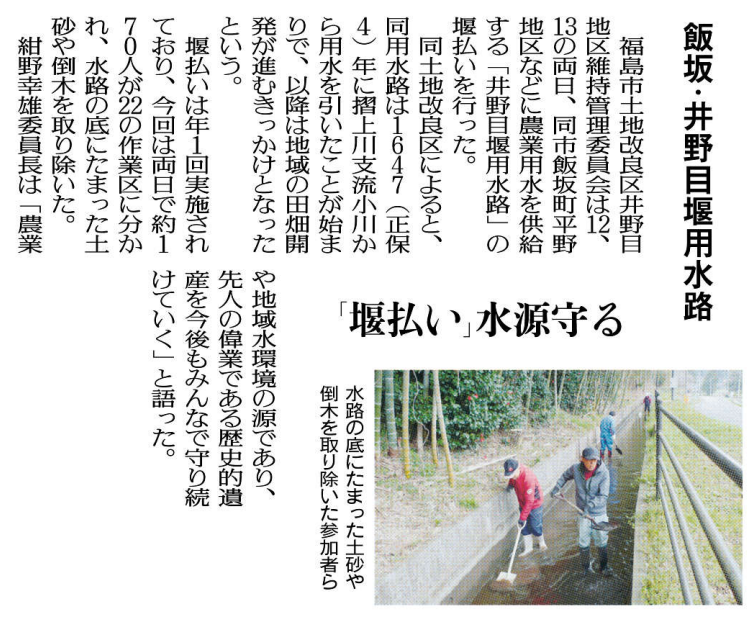 飯坂・井野目堰用水路
「堰払い」水源守る
福島市土地改良区井野目
地区維持管理委員会は12、
13の両日、同市飯坂町平野
地区などに農業用水を供給
する「井野目堰用水路」の
堰払いを行った。
同土地改良区によると、
同用水路は1647（正保
4）年に摺上川支流小川か
ら用水を引いたことが始ま
りで、以降は地域の田畑開
発が進むきっかけとなった
という。
堰払いは年1回実施され
ており、今回は両日で約1
70人が22の作業区に分か
れ、水路の底にたまった土
砂や倒木を取り除いた。
紺野幸雄委員長は「農業
や地域水環境の源であり、
先人の偉業である歴史的遺
産を今後もみんなで守り続
けていく」と語った。
水路の底にたまった土砂や
倒木を取り除いた参加者ら